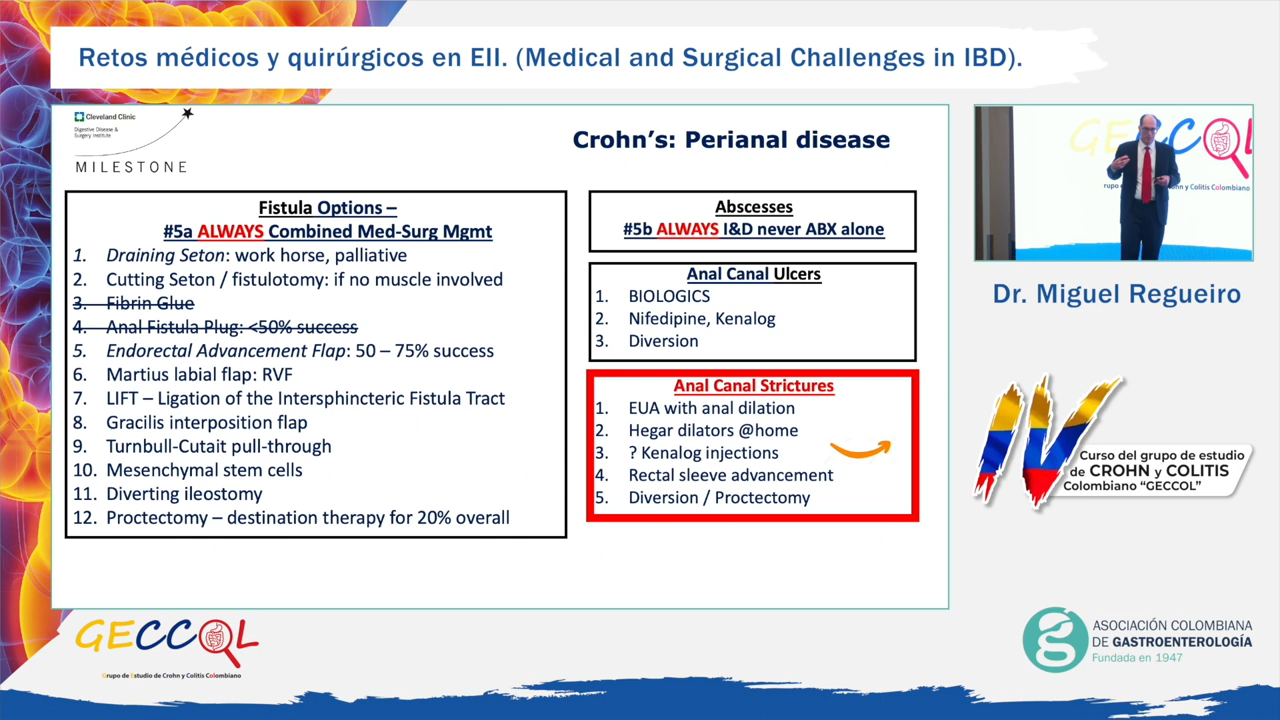 Retos médicos y quirúrgicos en EII. (Medical and Surgical Challenges in IBD).
Cleveland Clinic
Digestive Disease &
Surgery Institute
MILESTONE
Crohn's: Perianal disease
Fistula Options –
#5a ALWAYS Combined Med-Surg Mgmt
1. Draining Seton: work horse, palliative
2. Cutting Seton / fistulotomy: if no muscle involved
3. Fibrin Glue
4. Anal Fistula Plug: <50% success
5. Endorectal Advancement Flap: 50 – 75% success
6. Martius labial flap: RVF
7. LIFT – Ligation of the Intersphincteric Fistula Tract
8. Gracilis interposition flap
9. Turnbull-Cutait pull-through
10. Mesenchymal stem cells
11. Diverting ileostomy
12. Proctectomy – destination therapy for 20% overall
Abscesses
#5b ALWAYS I&D never ABX alone
Anal Canal Ulcers
1. BIOLOGICS
2. Nifedipine, Kenalog
3. Diversion
Anal Canal Strictures
1. EUA with anal dilation
2. Hegar dilators @home
3. ? Kenalog injections
4. Rectal sleeve advancement
5. Diversion / Proctectomy
Dr. Miguel Regueiro
IV
Curso del grupo de estudio
de CROHN y COLITIS
Colombiano “GECCOL”
GECCOL
Grupo de Estudio de Crohn y Colitis Colombiano
ASOCIACIÓN COLOMBIANA
DE GASTROENTEROLOGÍA
Fundada en 1947